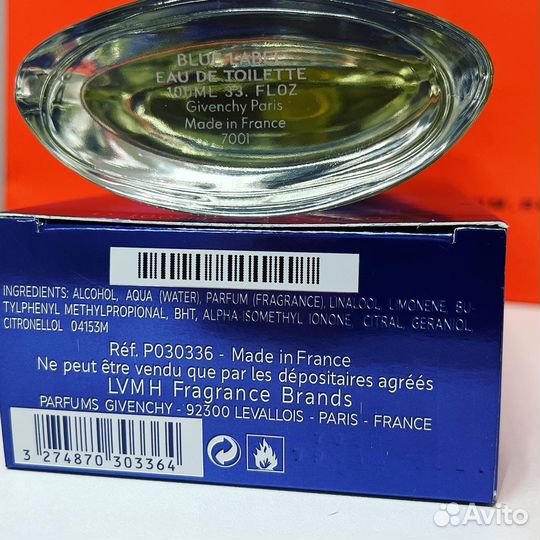 BLUE LABEL
EAU DE TOILETTE
100ML 33. FL.OZ
Givenchy Paris
Made in France
7001
INGREDIENTS: ALCOHOL, AQUA (WATER), PARFUM (FRAGRANCE), LINALOOL, LIMONENE, BU-
TYLPHENYL METHYLPROPIONAL, BHT, ALPHA-ISOMETHYL IONONE, CITRAL, GERANIOL,
CITRONELLOL 04153M
Réf. P030336 - Made in France
Ne peut être vendu que par les dépositaires agréés
LVMH Fragrance Brands
PARFUMS GIVENCHY - 92300 LEVALLOIS - PARIS - FRANCE
3 274870 303364
Avito